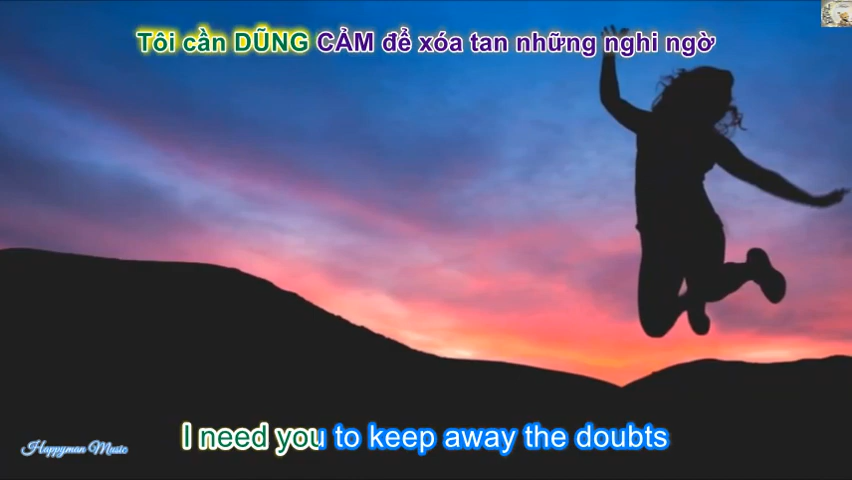 Tôi cần DŨNG CẢM để xóa tan những nghi ngờ
I need you to keep away the doubts
Happyman Music